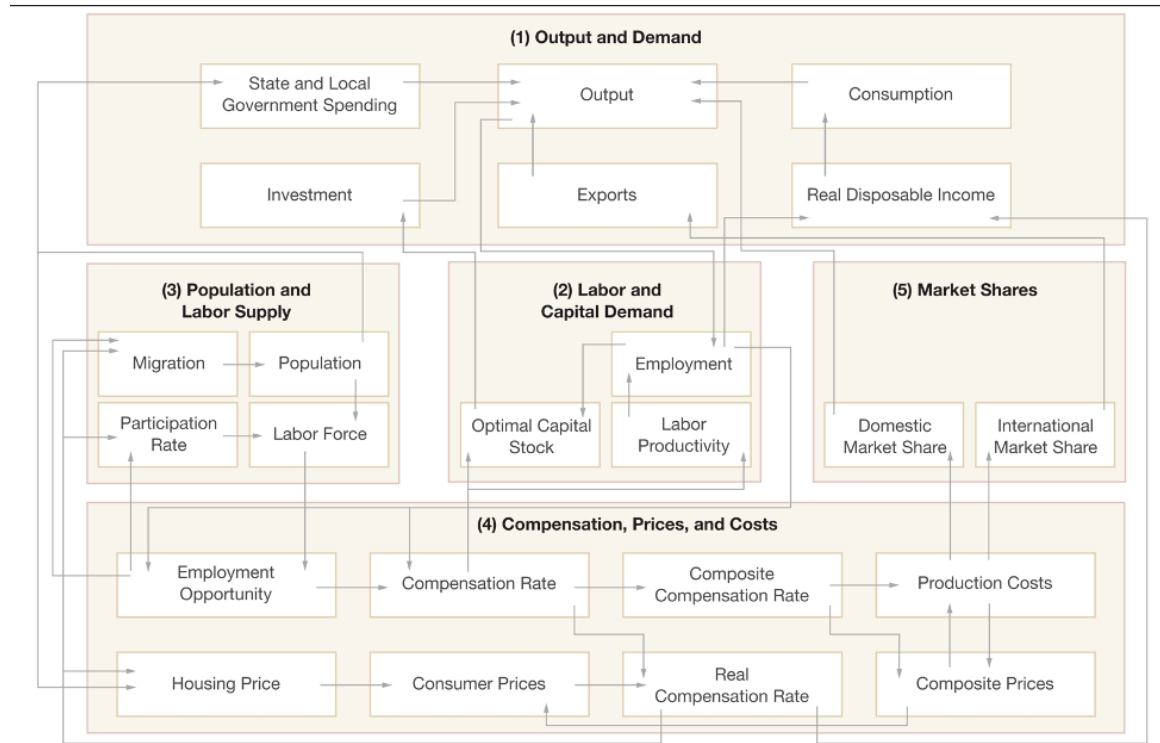 (1) Output and Demand
State and Local
Government Spending
Output
Consumption
Investment
Exports
Real Disposable Income
(3) Population and
Labor Supply
Migration
Population
Participation
Rate
Labor Force
(2) Labor and
Capital Demand
Employment
Optimal Capital
Stock
Labor
Productivity
(5) Market Shares
Domestic
Market Share
International
Market Share
(4) Compensation, Prices, and Costs
Employment
Opportunity
Compensation Rate
Composite
Compensation Rate
Production Costs
Housing Price
Consumer Prices
Real
Compensation Rate
Composite Prices